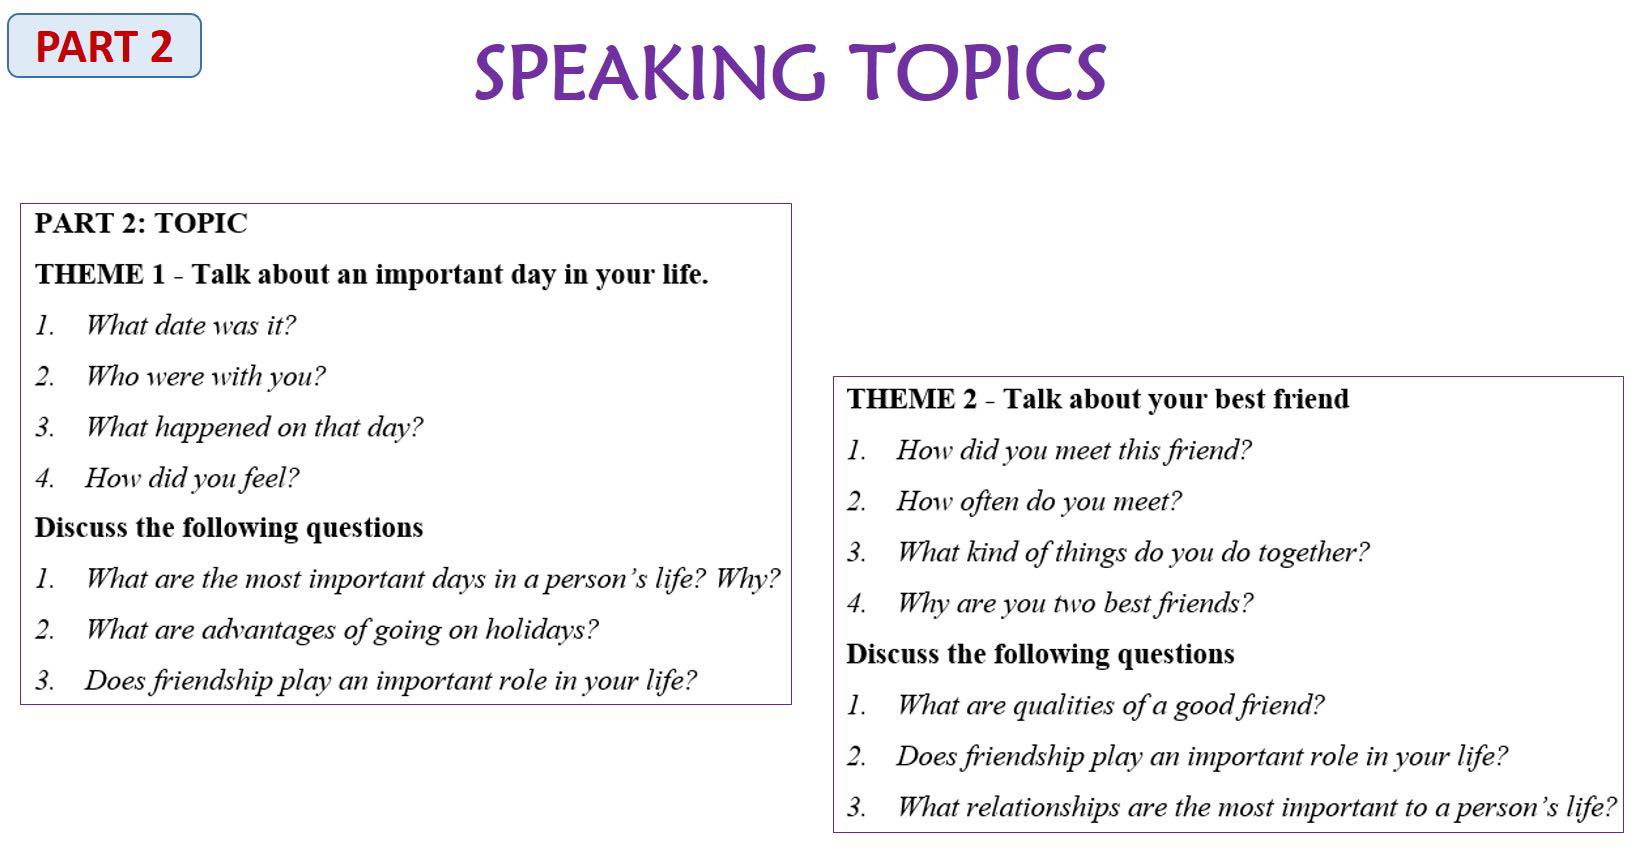 PART 2
SPEAKING TOPICS
PART 2: TOPIC
THEME 1 - Talk about an important day in your life.
1. What date was it?
2. Who were with you?
3. What happened on that day?
4. How did you feel?
Discuss the following questions
1. What are the most important days in a person's life? Why?
2. What are advantages of going on holidays?
3. Does friendship play an important role in your life?
THEME 2 - Talk about your best friend
1. How did you meet this friend?
2. How often do you meet?
3. What kind of things do you do together?
4. Why are you two best friends?
Discuss the following questions
1. What are qualities of a good friend?
2. Does friendship play an important role in your life?
3. What relationships are the most important to a person's life?